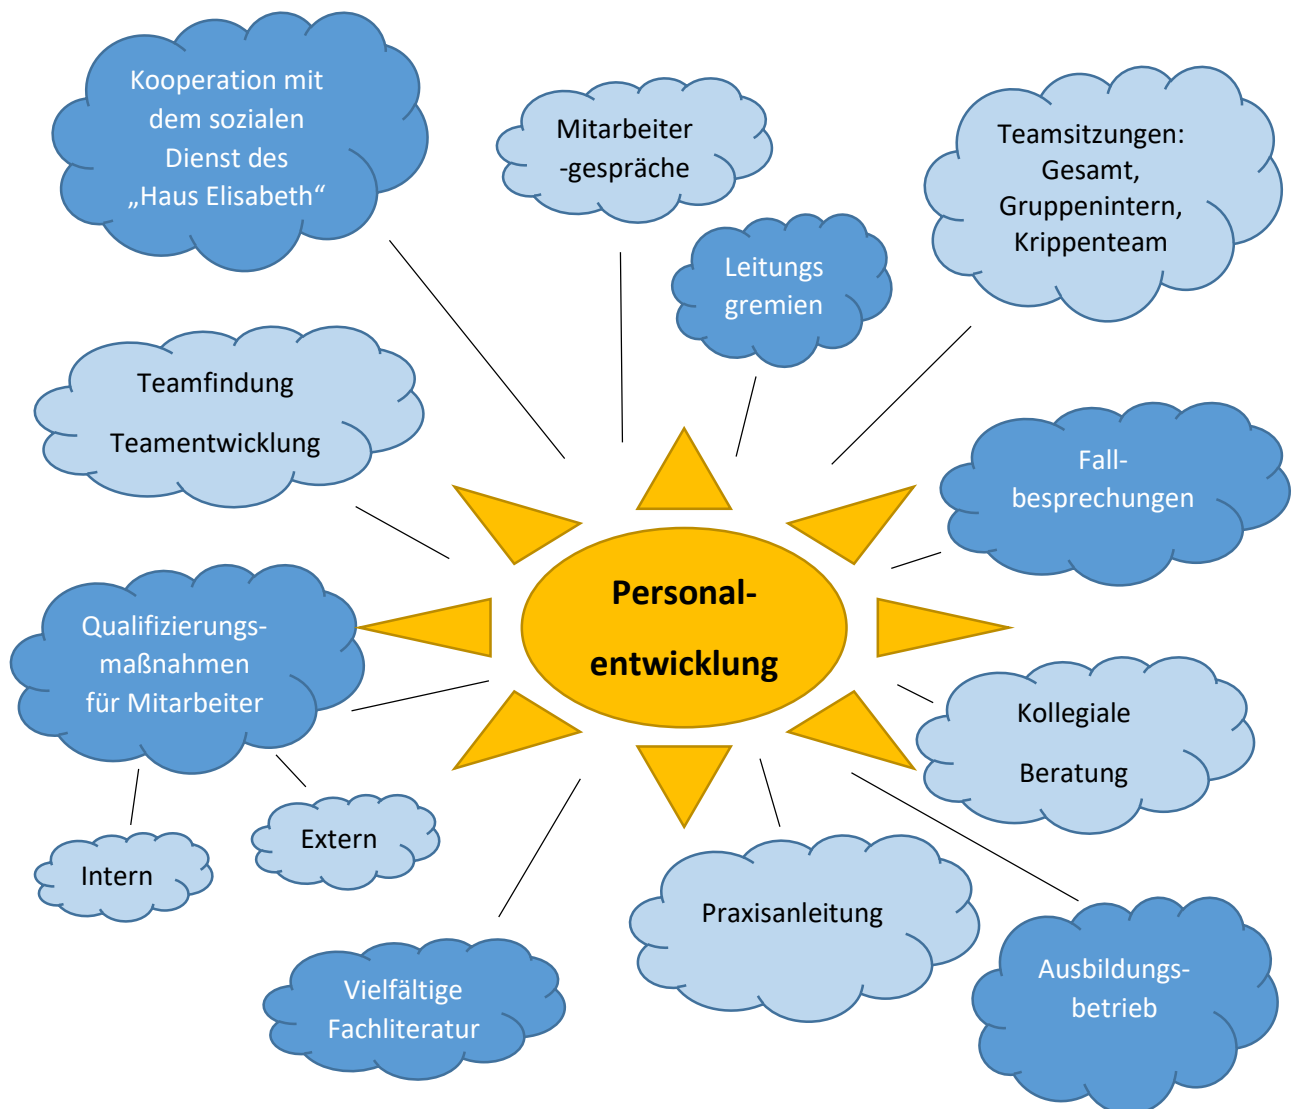 Kooperation mit
dem sozialen
Dienst des
„Haus Elisabeth“
Mitarbeiter
-gespräche
Teamsitzungen:
Gesamt,
Gruppenintern,
Krippenteam
Leitungs
gremien
Teamfindung
Teamentwicklung
Fall-
besprechungen
Personal-
entwicklung
Qualifizierungs-
maßnahmen
für Mitarbeiter
Kollegiale
Beratung
Extern
Intern
Praxisanleitung
Vielfältige
Fachliteratur
Ausbildungs-
betrieb